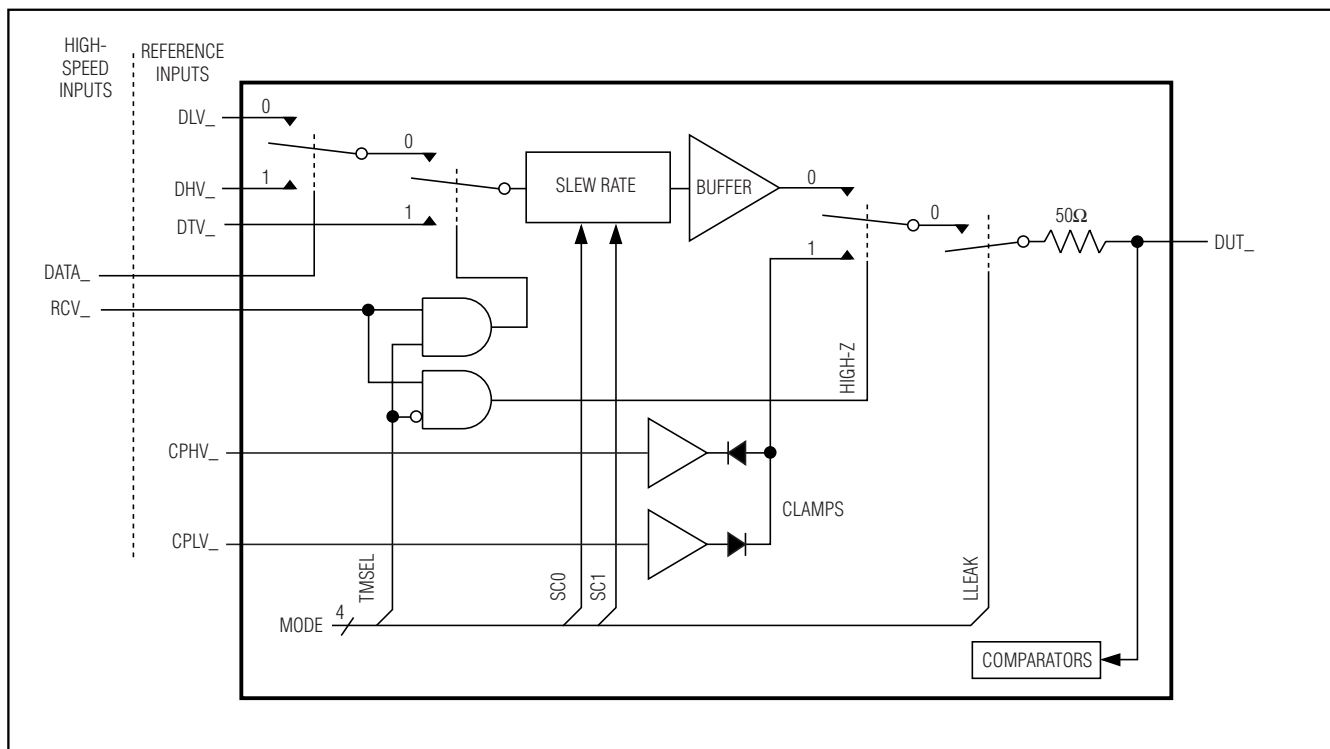 HIGH-
SPEED
INPUTS
REFERENCE
INPUTS
DLV_
0
DHV_
1
DTV_
1
0
DATA_
RCV_
SLEW RATE
BUFFER
0
1
0
50Ω
DUT_
HIGH-Z
CPHV_
CPLV_
CLAMPS
TMSEL
SC0
SC1
LLEAK
MODE
4
COMPARATORS